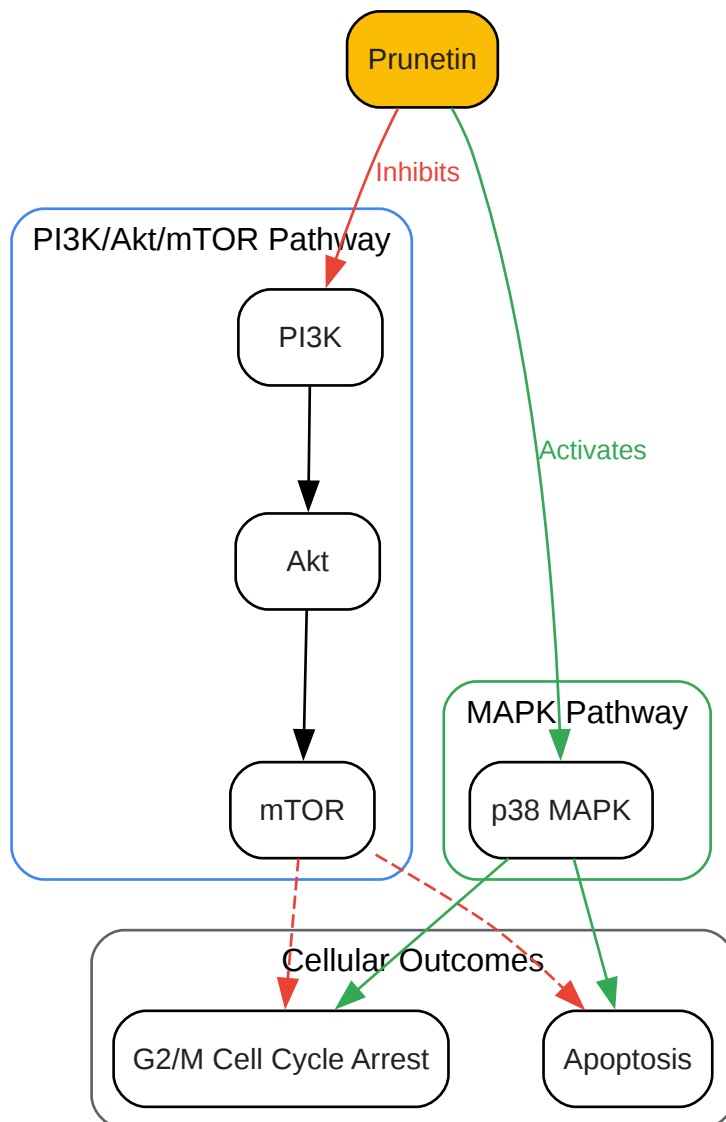 Prunetin
Inhibits
PI3K/Akt/mTOR Pathway
PI3K
Activates
Akt
MAPK Pathway
mTOR
p38 MAPK
Cellular Outcomes
G2/M Cell Cycle Arrest
Apoptosis